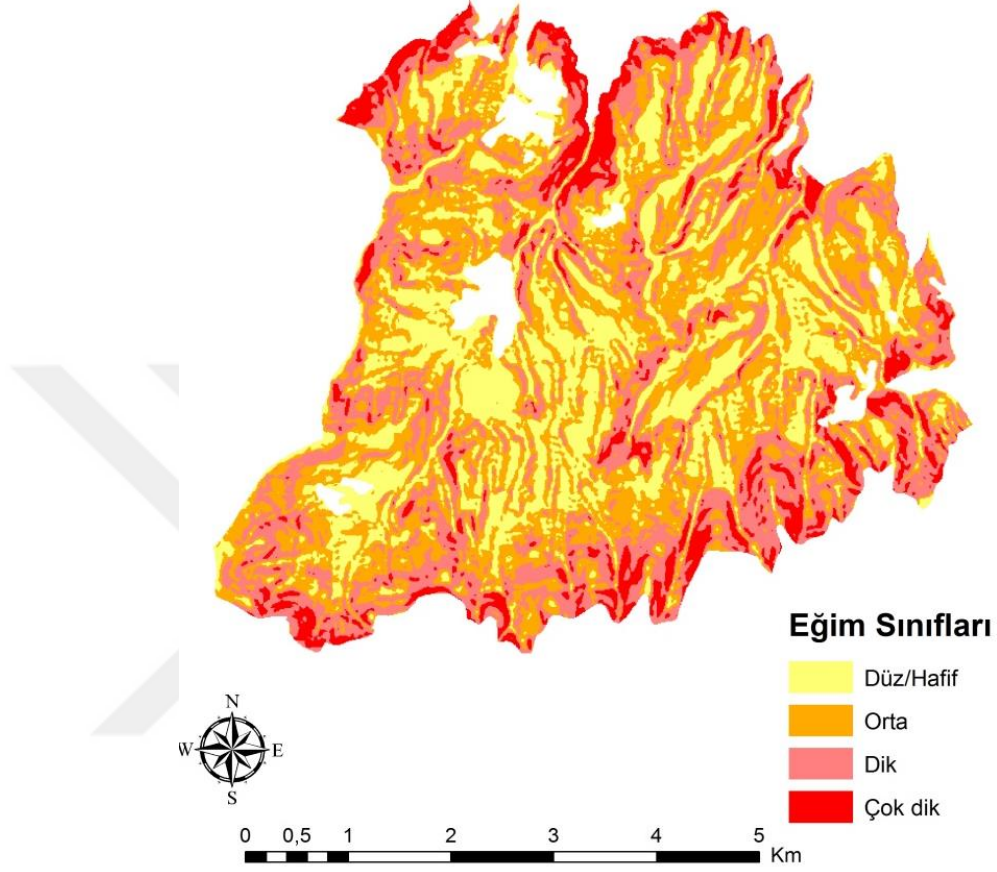 Eğim Sınıfları
Düz/Hafif
Orta
Dik
Çok dik
N
W E
S
0 0,5 1 2 3 4 5
Km